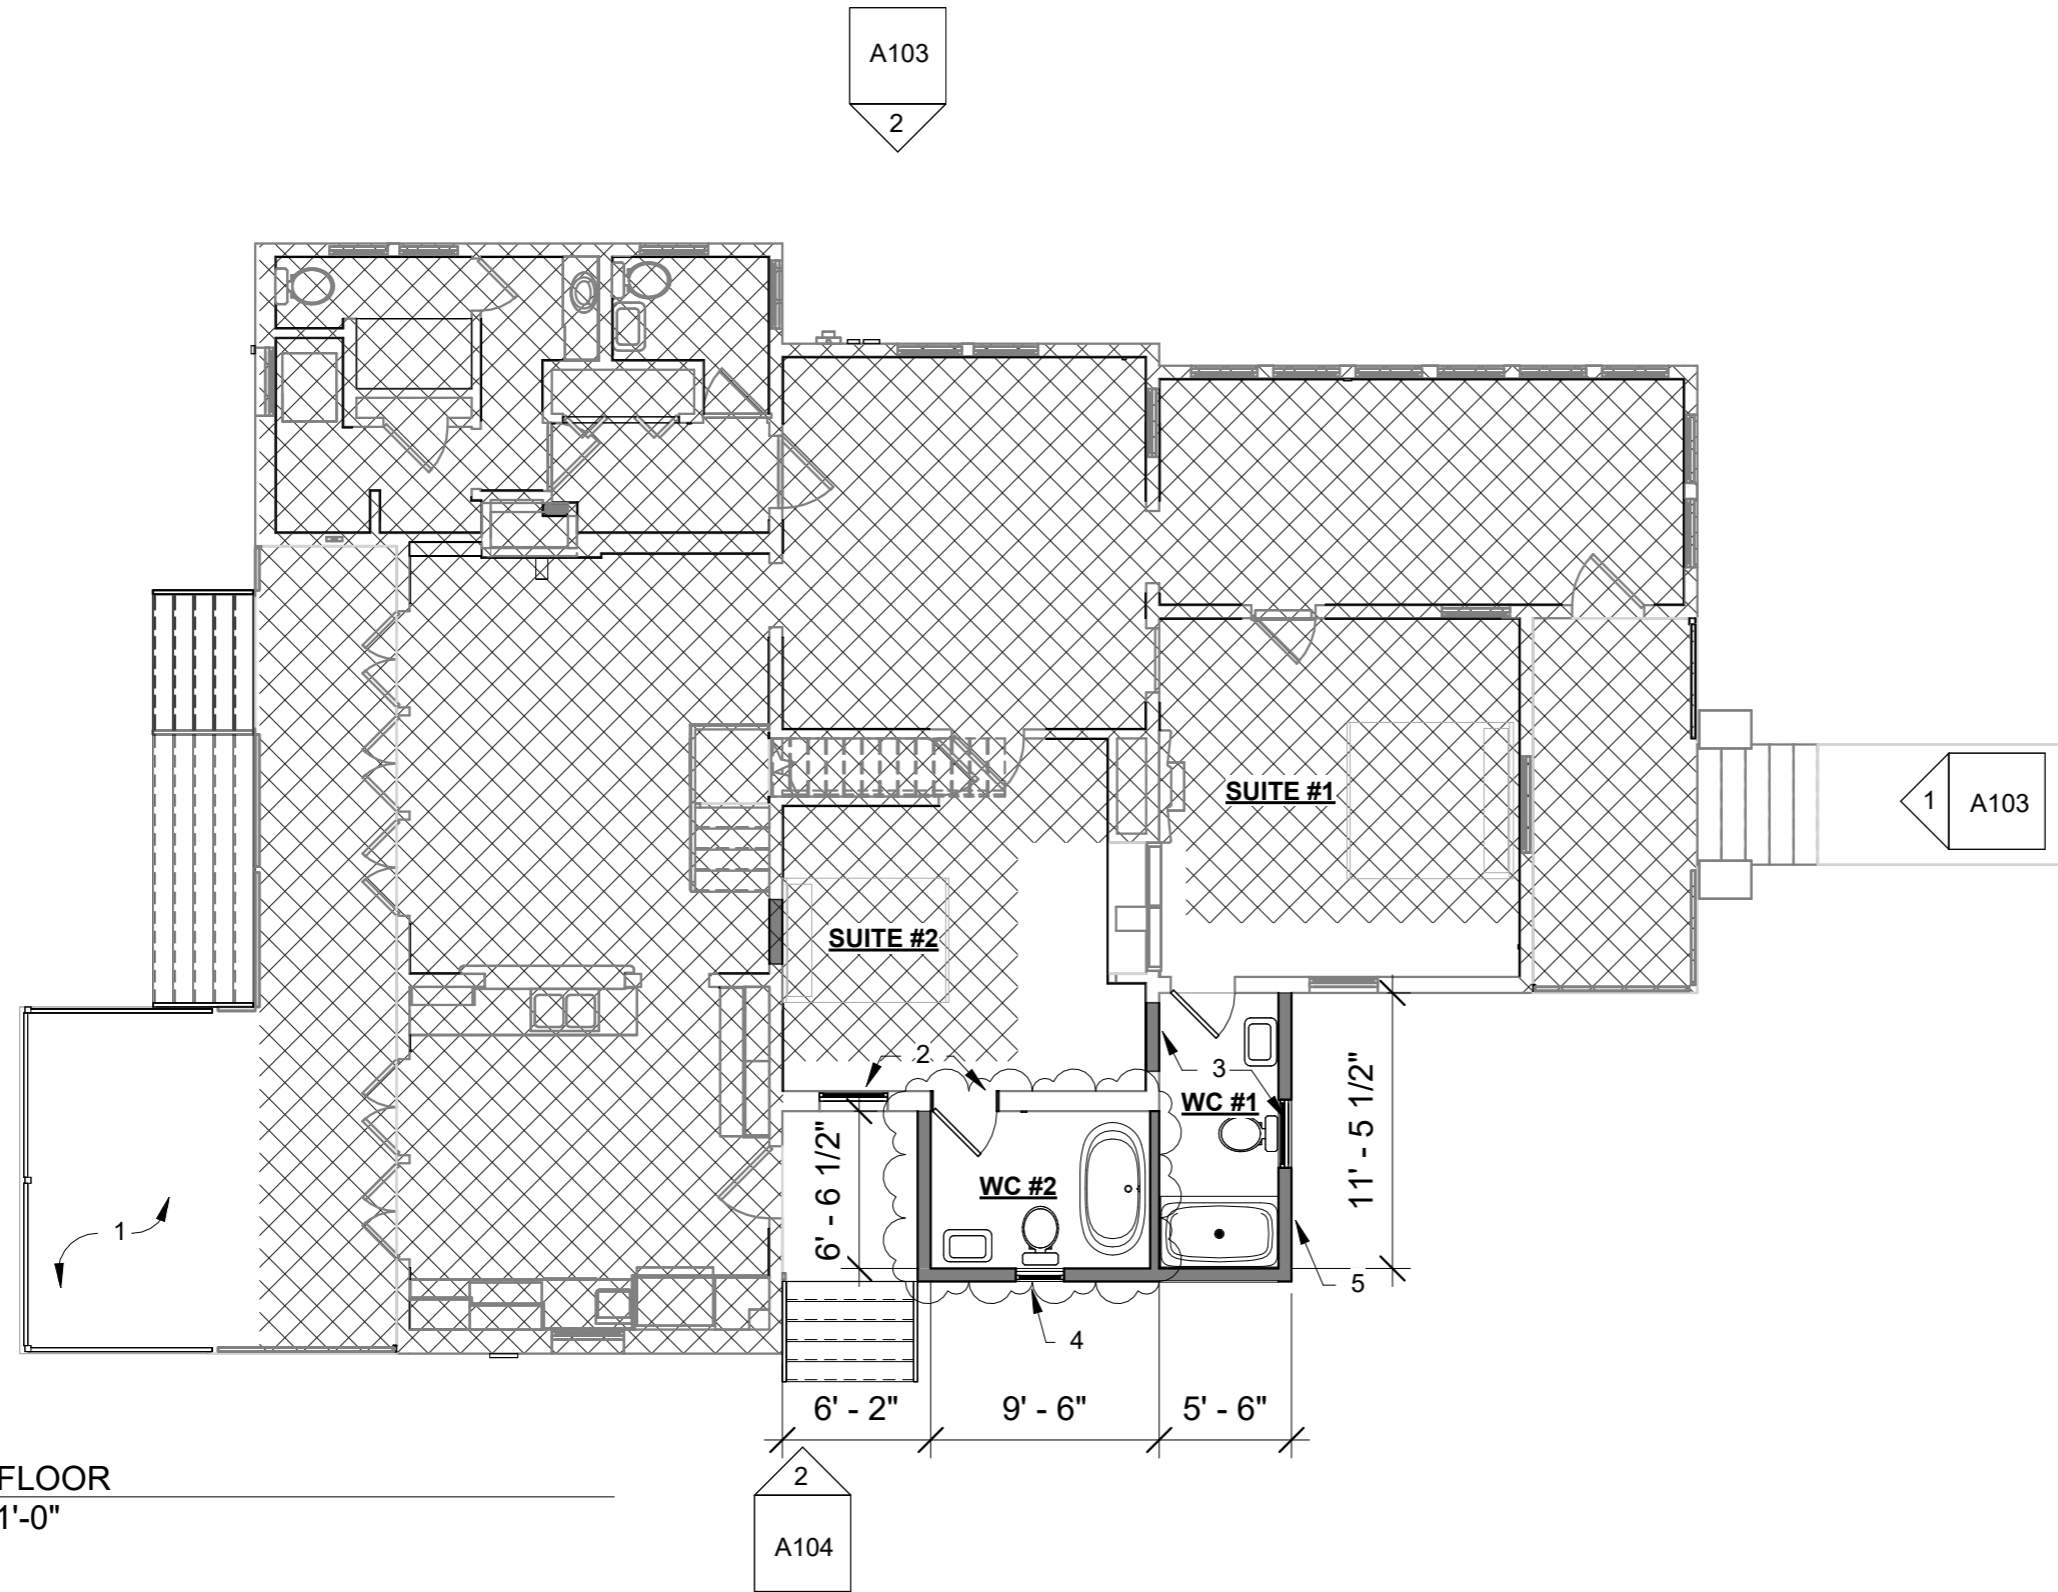 A103
2
SUITE #1
1
A103
SUITE #2
2
3
WC #1
11' - 5 1/2"
6' - 6 1/2"
WC #2
1
5
4
6' - 2"
9' - 6"
5' - 6"
2
A104
FLOOR
1'-0"